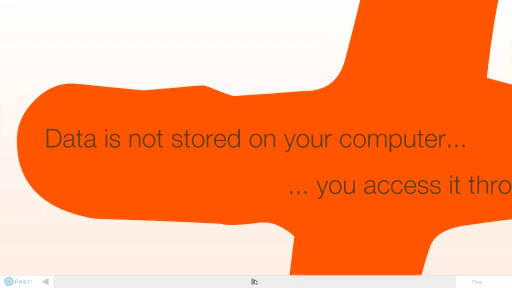 Data is not stored on your computer...
... you access it thro
Prezi